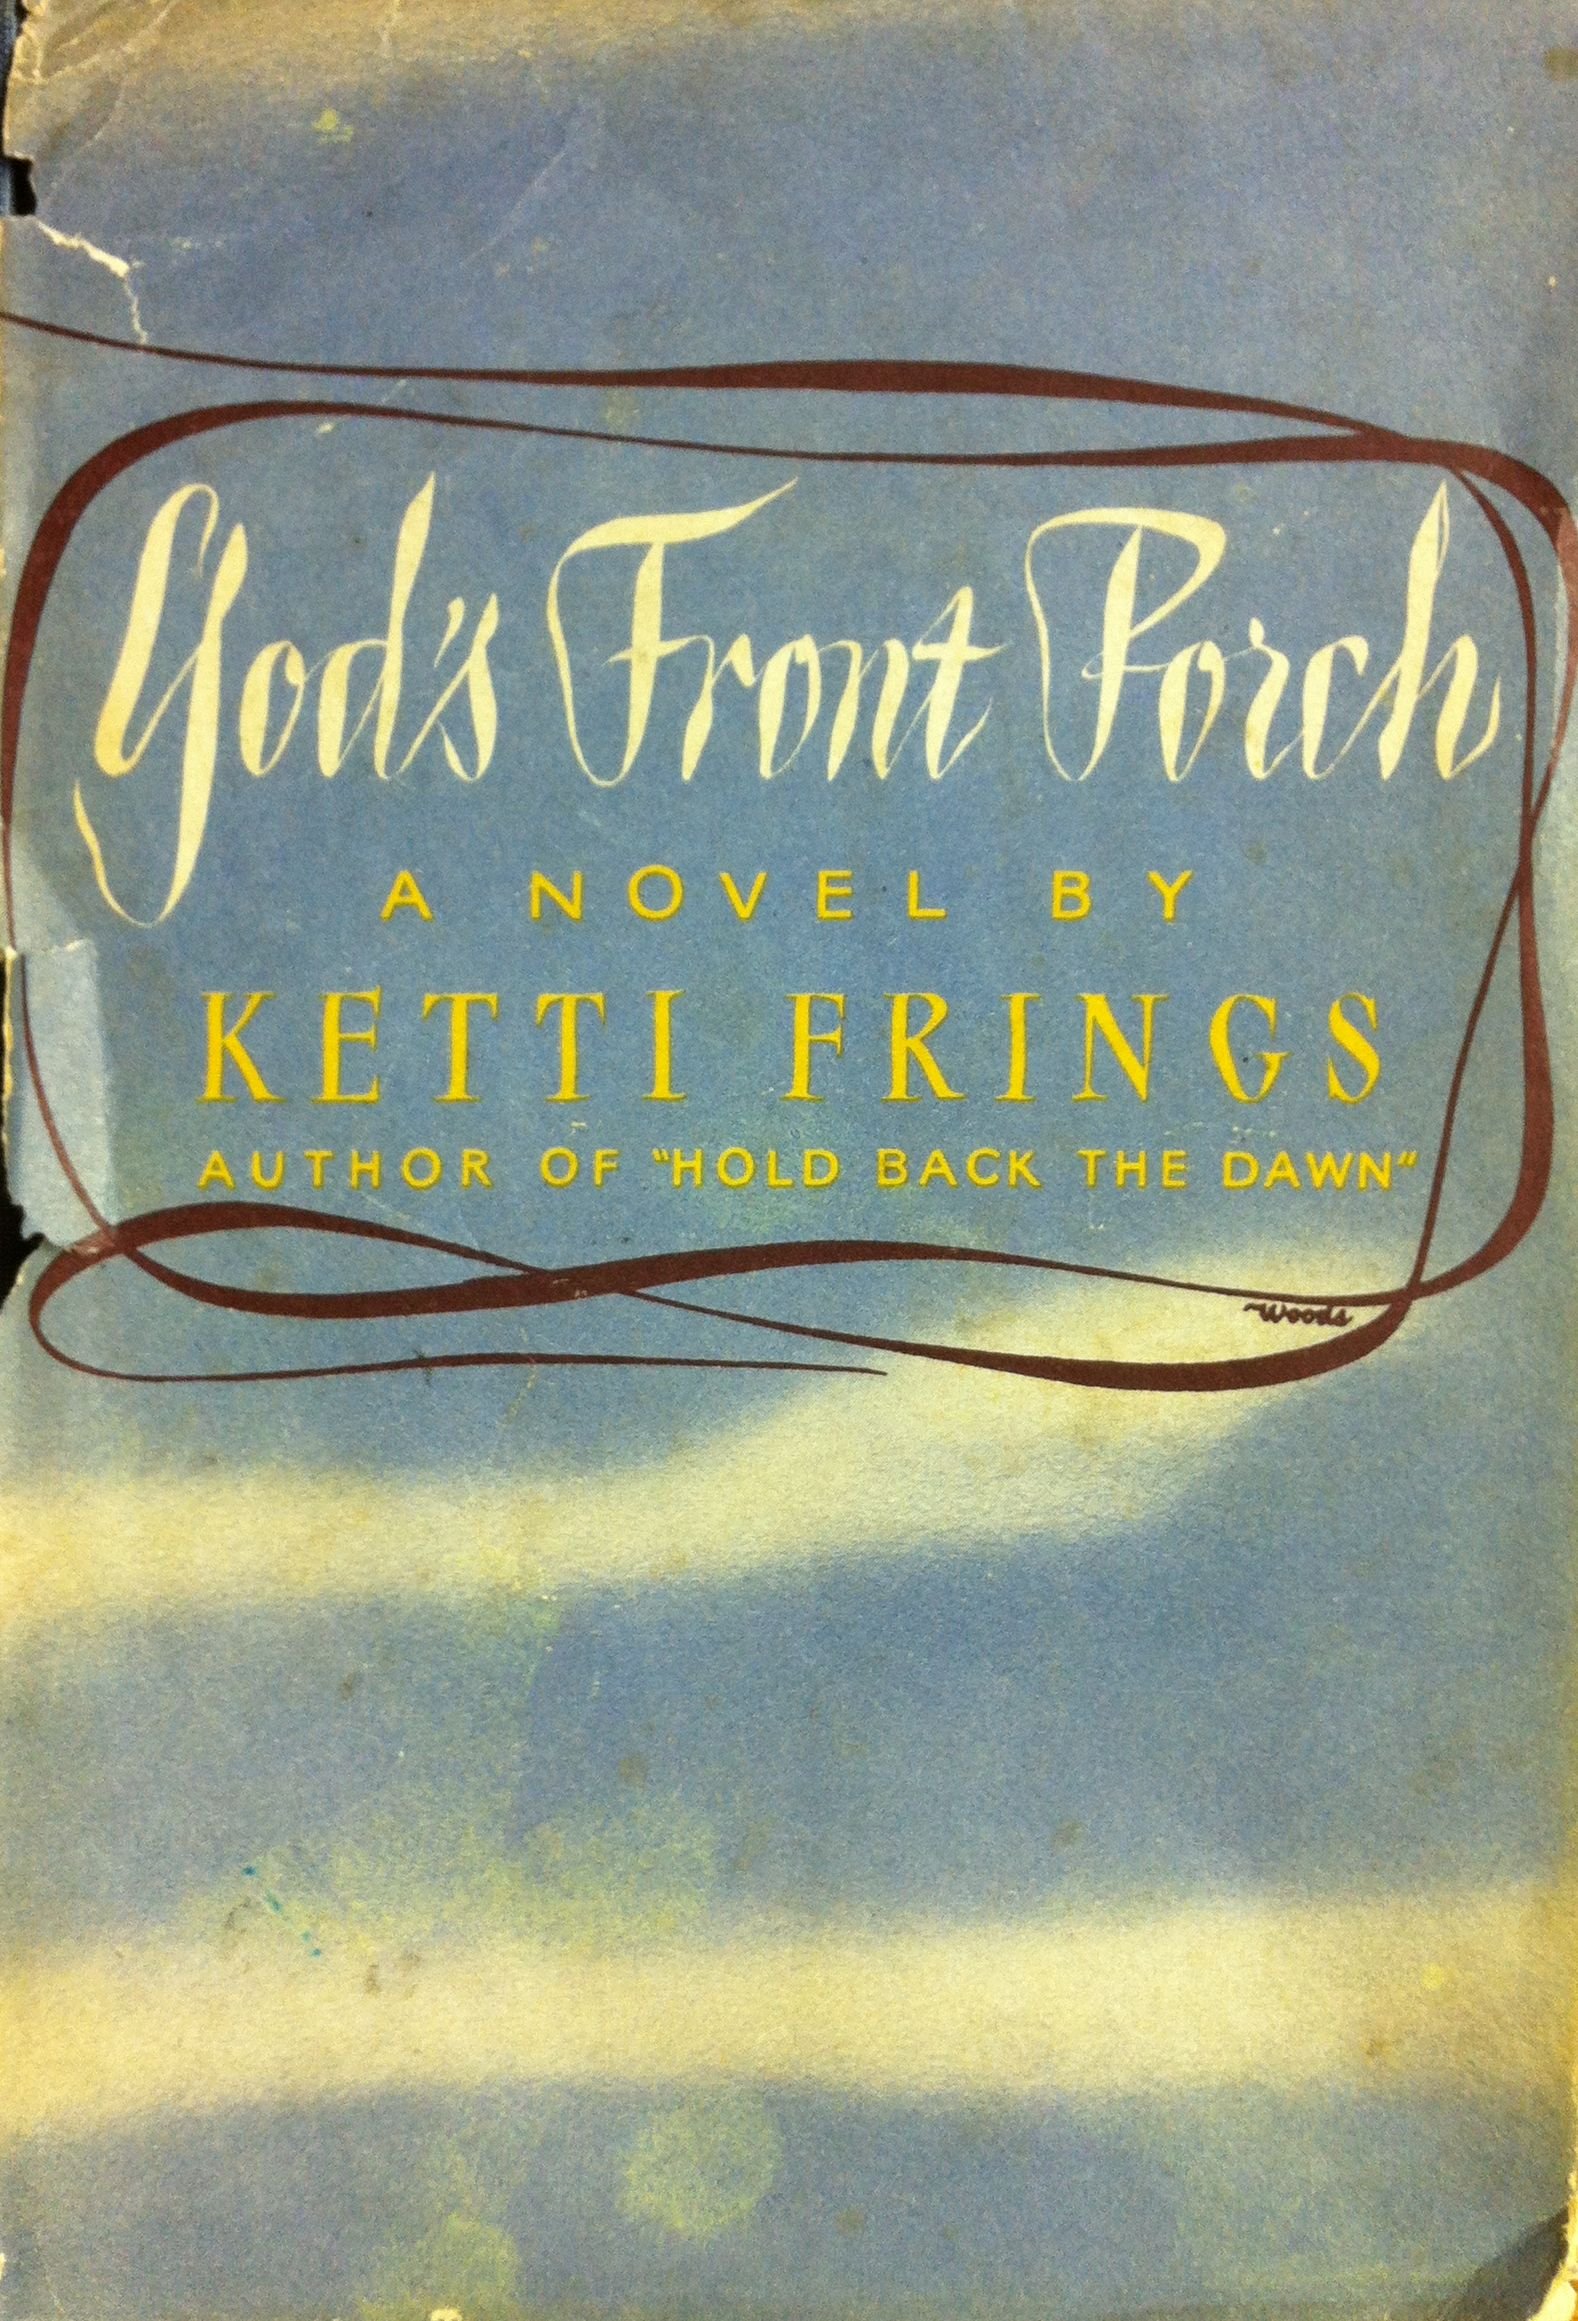 God's Front Porch
A NOVEL BY
KETTI FRINGS
AUTHOR OF "HOLD BACK THE DAWN"
Woods